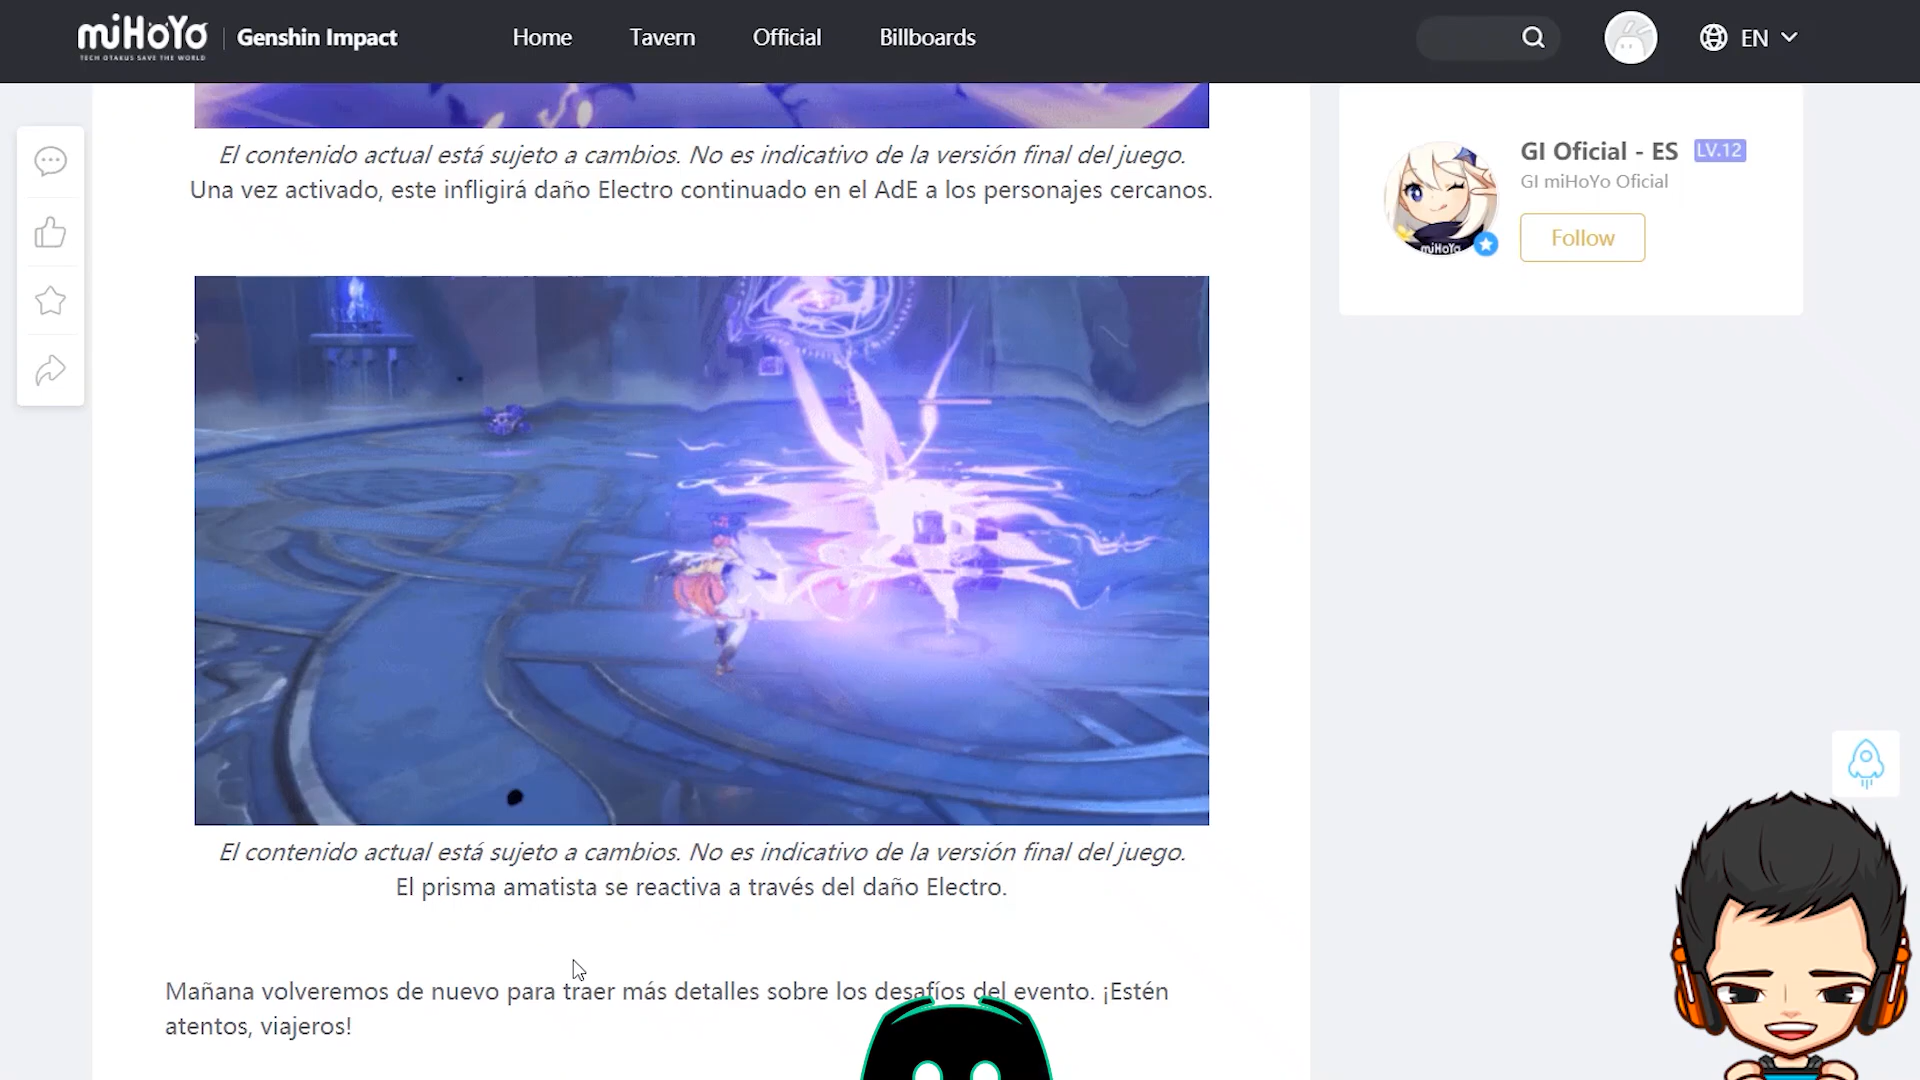 miHoYo
TECH OTAKUS SAVE THE WORLD
Genshin Impact
Home
Tavern
Official
Billboards
EN
El contenido actual está sujeto a cambios. No es indicativo de la versión final del juego.
Una vez activado, este infligirá daño Electro continuado en el AdE a los personajes cercanos.
GI Oficial - ES
LV.12
GI miHoYo Oficial
miHoYo
Follow
El contenido actual está sujeto a cambios. No es indicativo de la versión final del juego.
El prisma amatista se reactiva a través del daño Electro.
Mañana volveremos de nuevo para traer más detalles sobre los desafíos del evento. ¡Estén
atentos, viajeros!